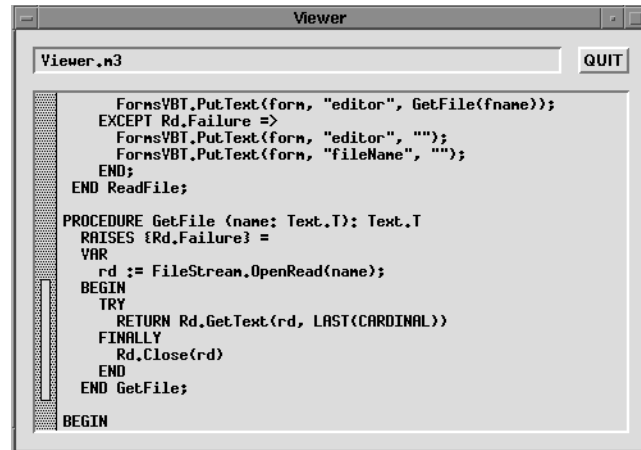 Viewer
Viewer.m3
QUIT
FormsVBT.PutText(form, "editor", GetFile(fname));
EXCEPT Rd.Failure =>
FormsVBT.PutText(form, "editor", "");
FormsVBT.PutText(form, "fileName", "");
END;
END ReadFile;
PROCEDURE GetFile (name: Text.T): Text.T
RAISES {Rd.Failure} =
VAR
rd := FileStream.OpenRead(name);
BEGIN
TRY
RETURN Rd.GetText(rd, LAST(CARDINAL))
FINALLY
Rd.Close(rd)
END
END GetFile;
BEGIN